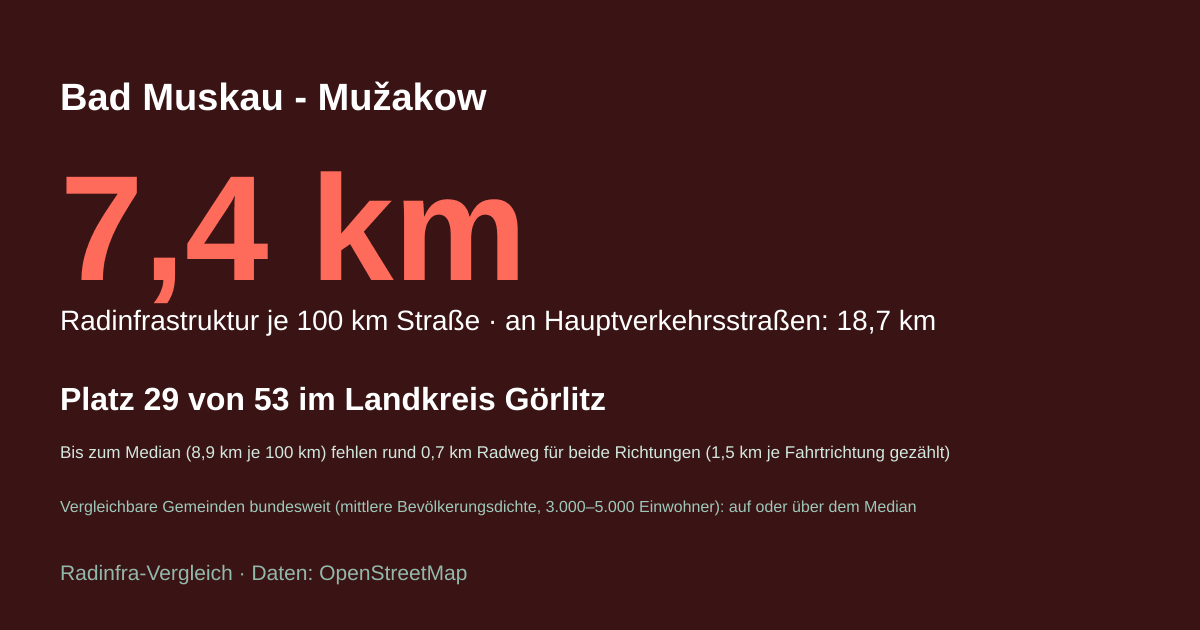 Bad Muskau - Mužakow
7,4 km
Radinfrastruktur je 100 km Straße · an Hauptverkehrsstraßen: 18,7 km
Platz 29 von 53 im Landkreis Görlitz
Bis zum Median (8,9 km je 100 km) fehlen rund 0,7 km Radweg für beide Richtungen (1,5 km je Fahrtrichtung gezählt)
Vergleichbare Gemeinden bundesweit (mittlere Bevölkerungsdichte, 3.000–5.000 Einwohner): auf oder über dem Median
Radinfra-Vergleich · Daten: OpenStreetMap